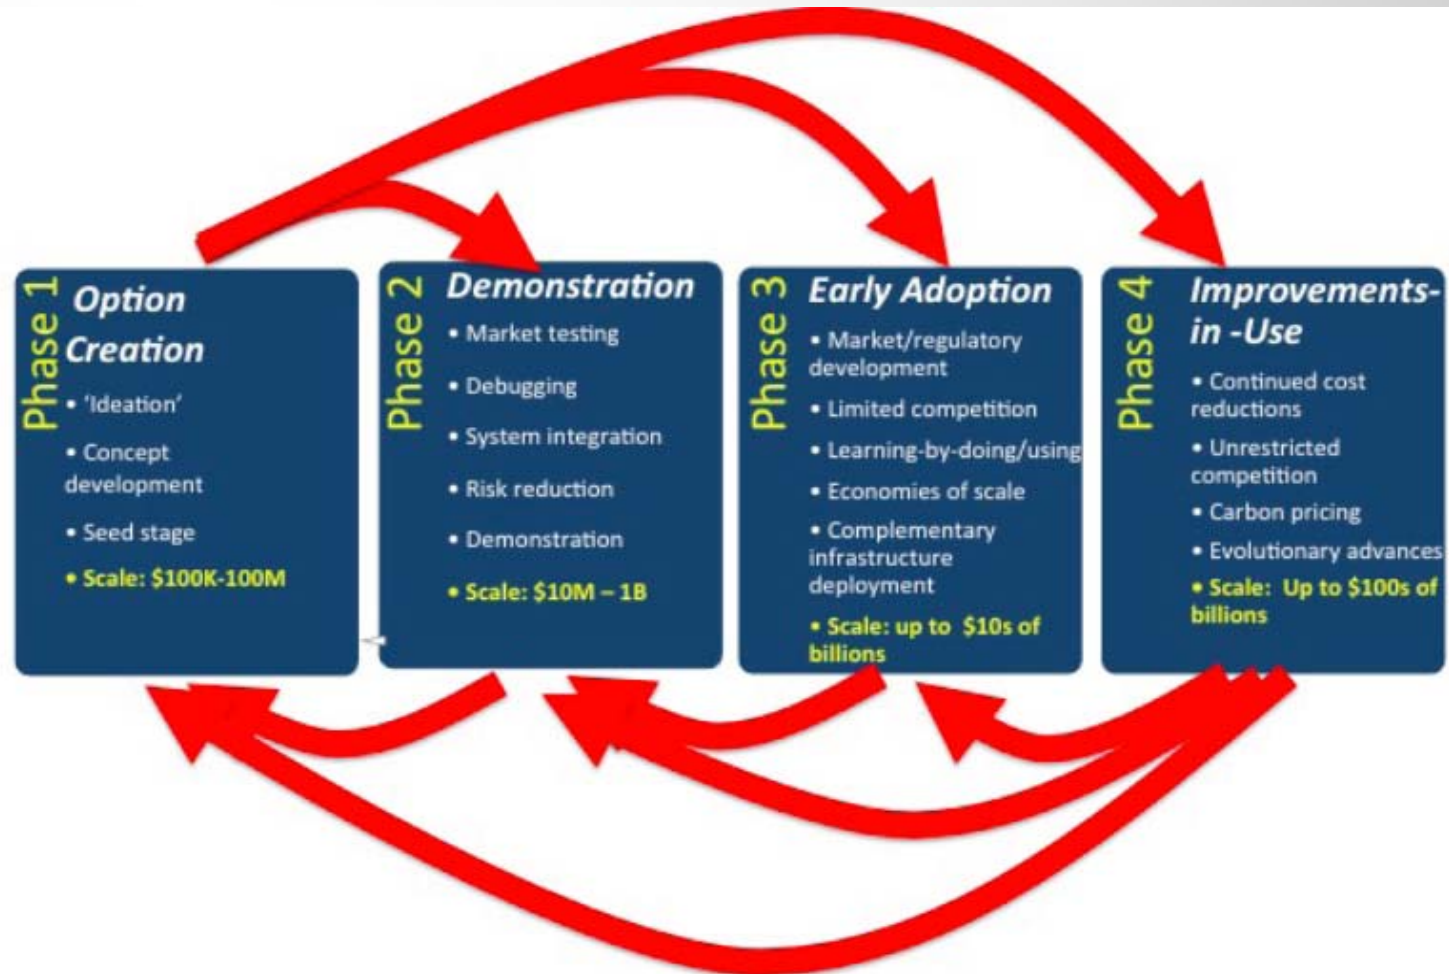 Phase 1
Option
Creation
• ‘Ideation’
• Concept
development
• Seed stage
• Scale: $100K-100M
Phase 2
Demonstration
• Market testing
• Debugging
• System integration
• Risk reduction
• Demonstration
• Scale: $10M – 1B
Phase 3
Early Adoption
• Market/regulatory
development
• Limited competition
• Learning-by-doing/using
• Economies of scale
• Complementary
infrastructure
deployment
• Scale: up to $10s of
billions
Phase 4
Improvements-
in -Use
• Continued cost
reductions
• Unrestricted
competition
• Carbon pricing
• Evolutionary advances
• Scale: Up to $100s of
billions